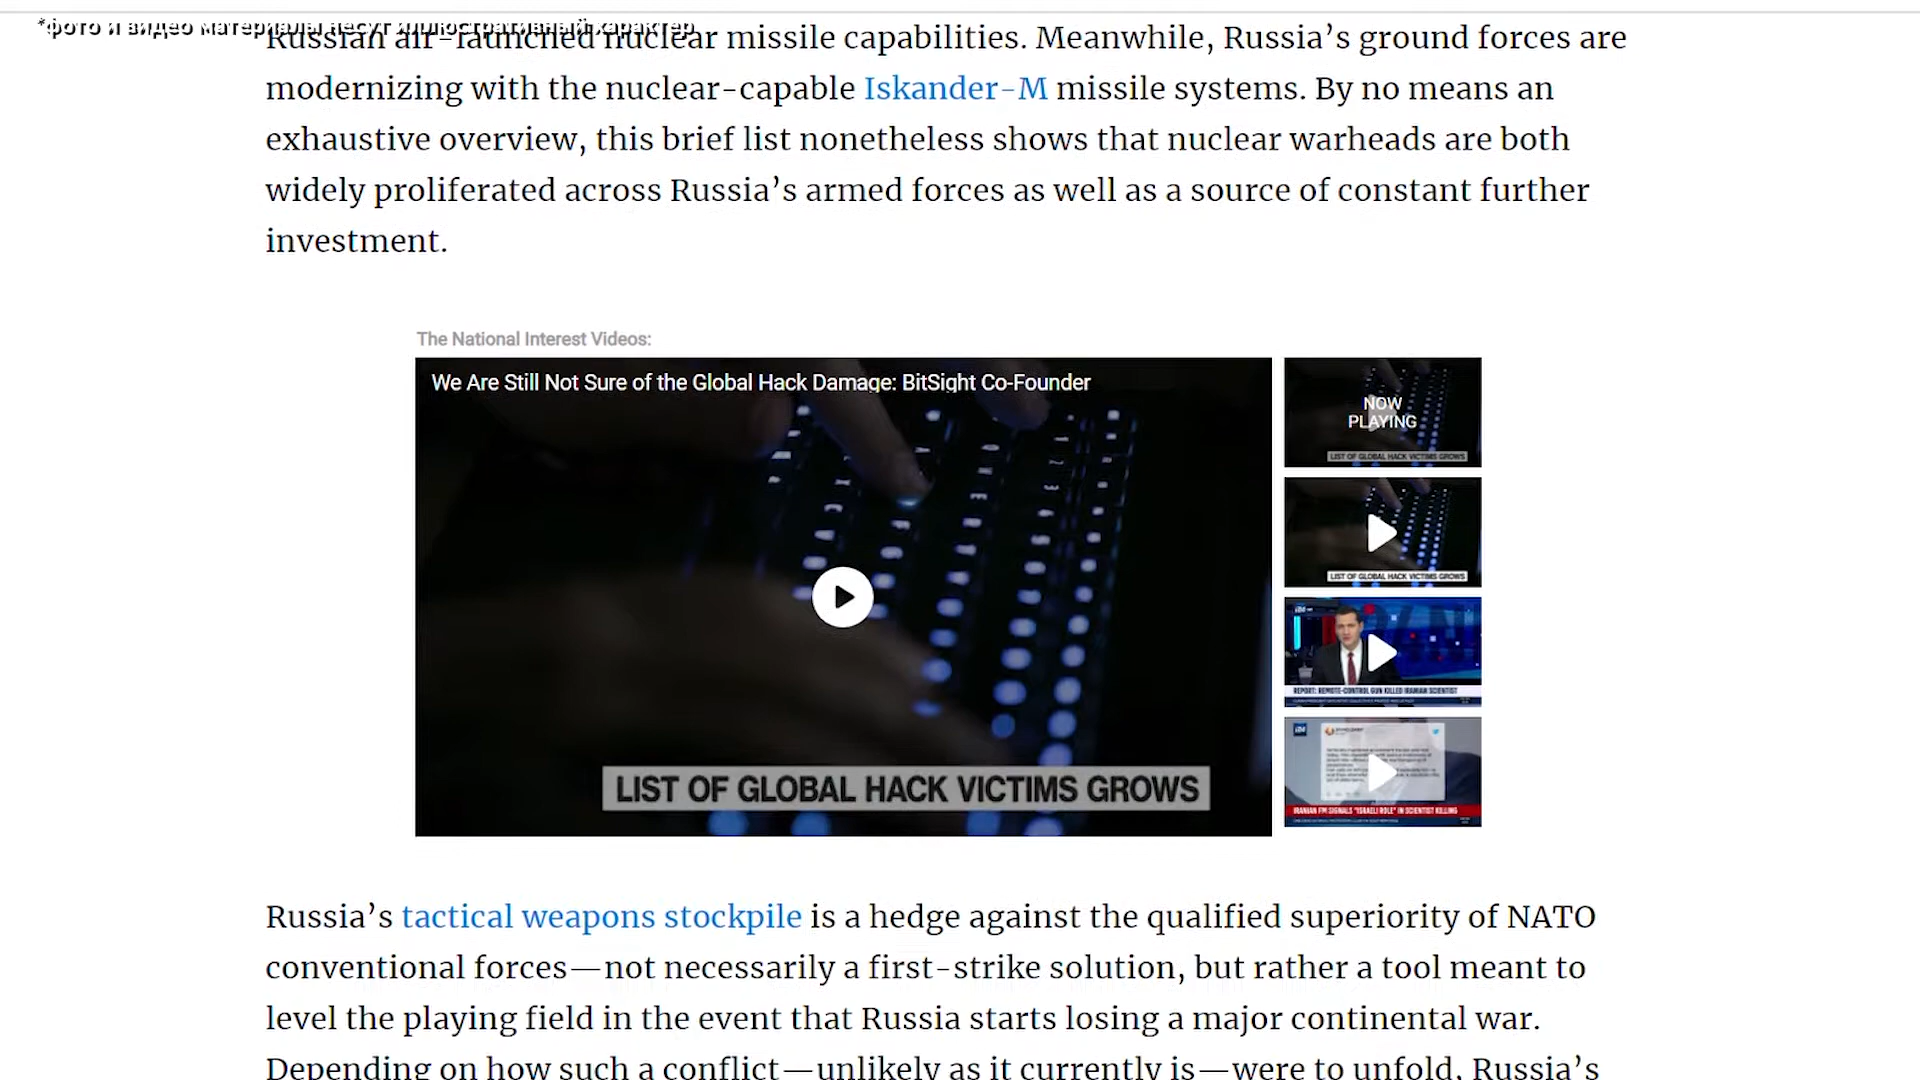 *фото и видео материалы несут иллюстративный характер
Russian air-launched nuclear missile capabilities. Meanwhile, Russia’s ground forces are
modernizing with the nuclear-capable Iskander-M missile systems. By no means an
exhaustive overview, this brief list nonetheless shows that nuclear warheads are both
widely proliferated across Russia’s armed forces as well as a source of constant further
investment.
The National Interest Videos:
We Are Still Not Sure of the Global Hack Damage: BitSight Co-Founder
LIST OF GLOBAL HACK VICTIMS GROWS
NOW
PLAYING
LIST OF GLOBAL HACK VICTIMS GROWS
LIST OF GLOBAL HACK VICTIMS GROWS
REPORT: REMOTE-CONTROL GUN KILLED IRANIAN SCIENTIST
IRANIAN FM SIGNALS "ISRAELI ROLE" IN SCIENTIST KILLING
Russia’s tactical weapons stockpile is a hedge against the qualified superiority of NATO
conventional forces—not necessarily a first-strike solution, but rather a tool meant to
level the playing field in the event that Russia starts losing a major continental war.
Depending on how such a conflict—unlikely as it currently is—were to unfold, Russia’s